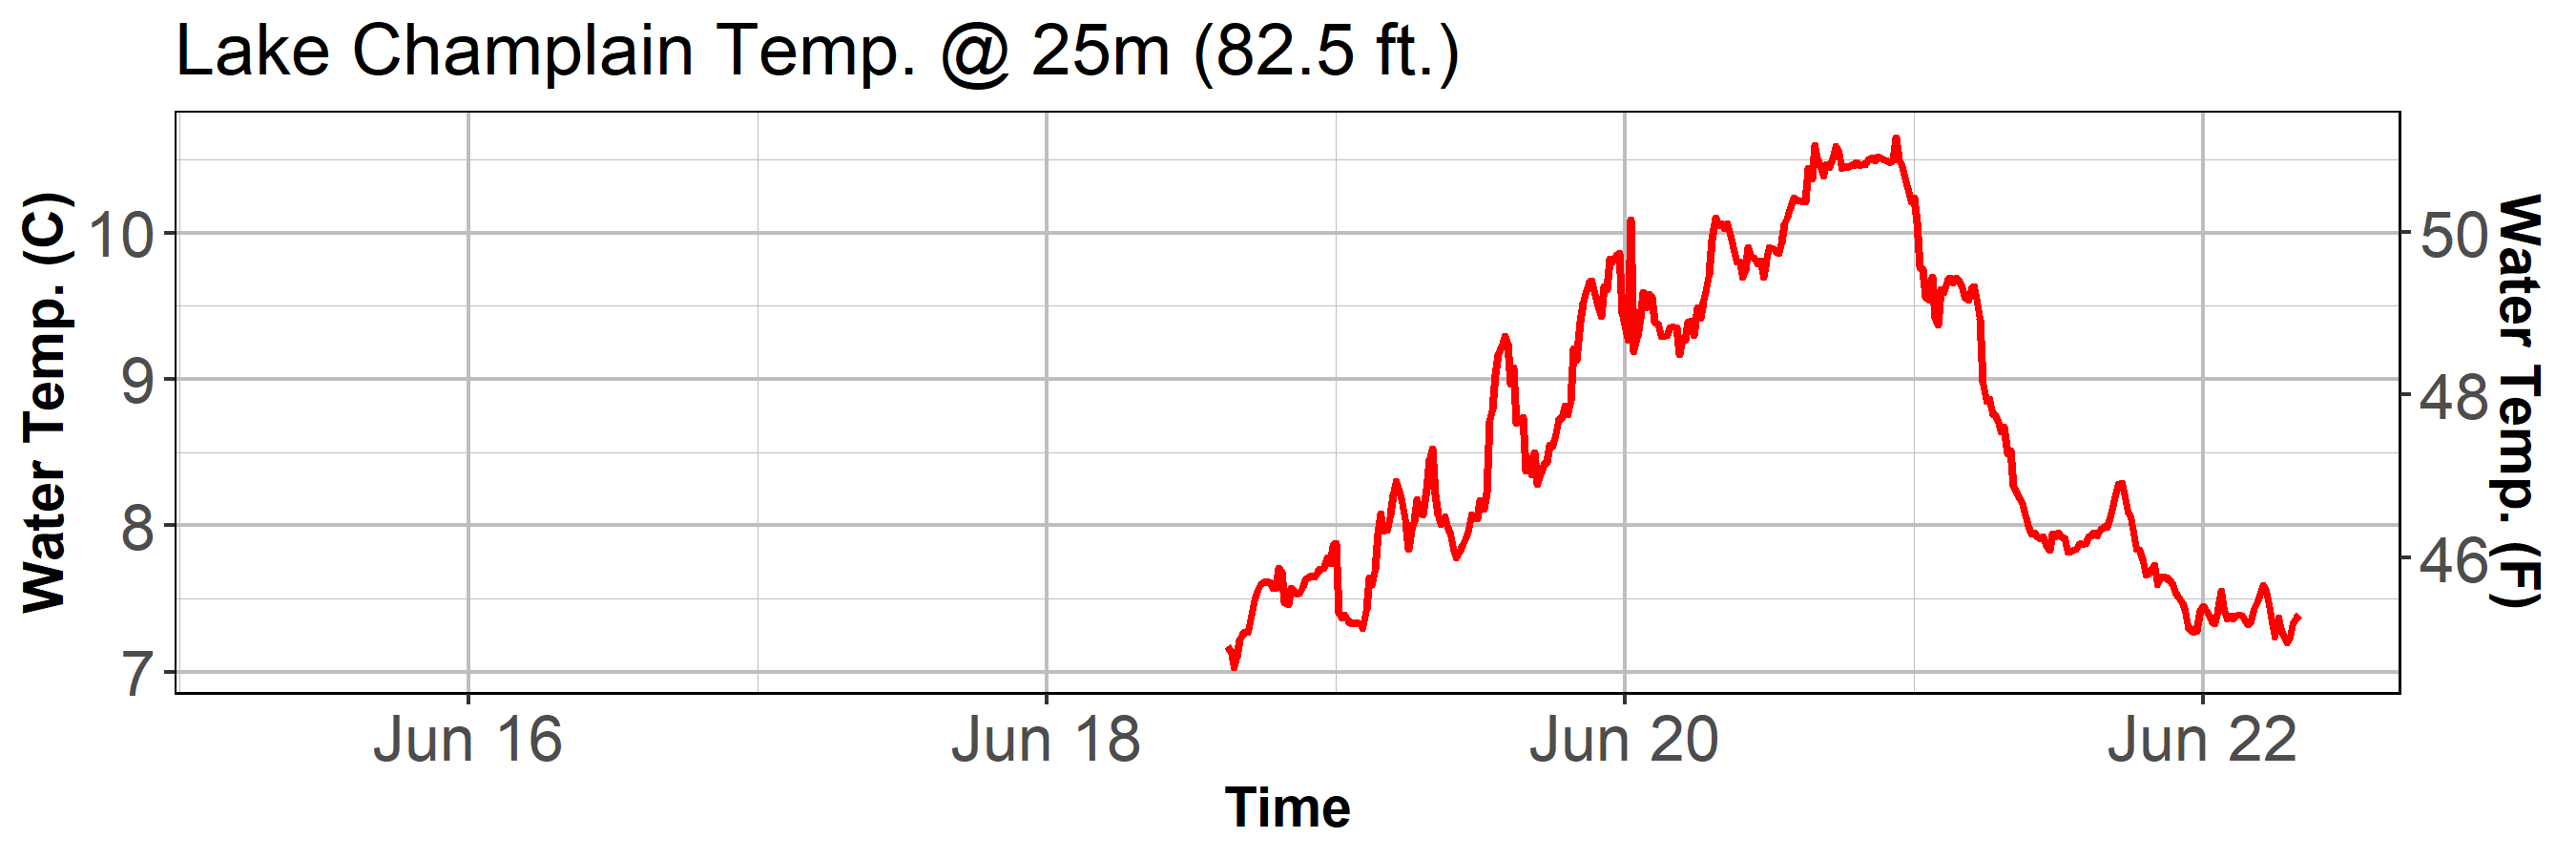 Lake Champlain Temp. @ 25m (82.5 ft.)
Water Temp. (C)
10
9
8
7
50
48
46
Water Temp. (F)
Jun 16 Jun 18 Jun 20 Jun 22
Time